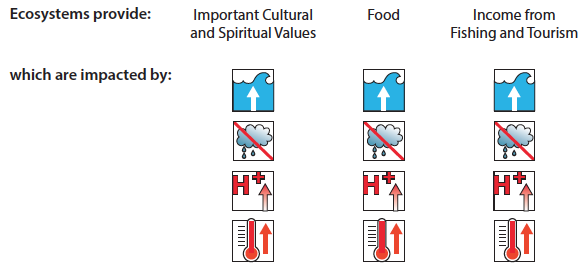 Ecosystems provide:
Important Cultural
and Spiritual Values
Food
Income from
Fishing and Tourism
which are impacted by:
H+
H+
H+